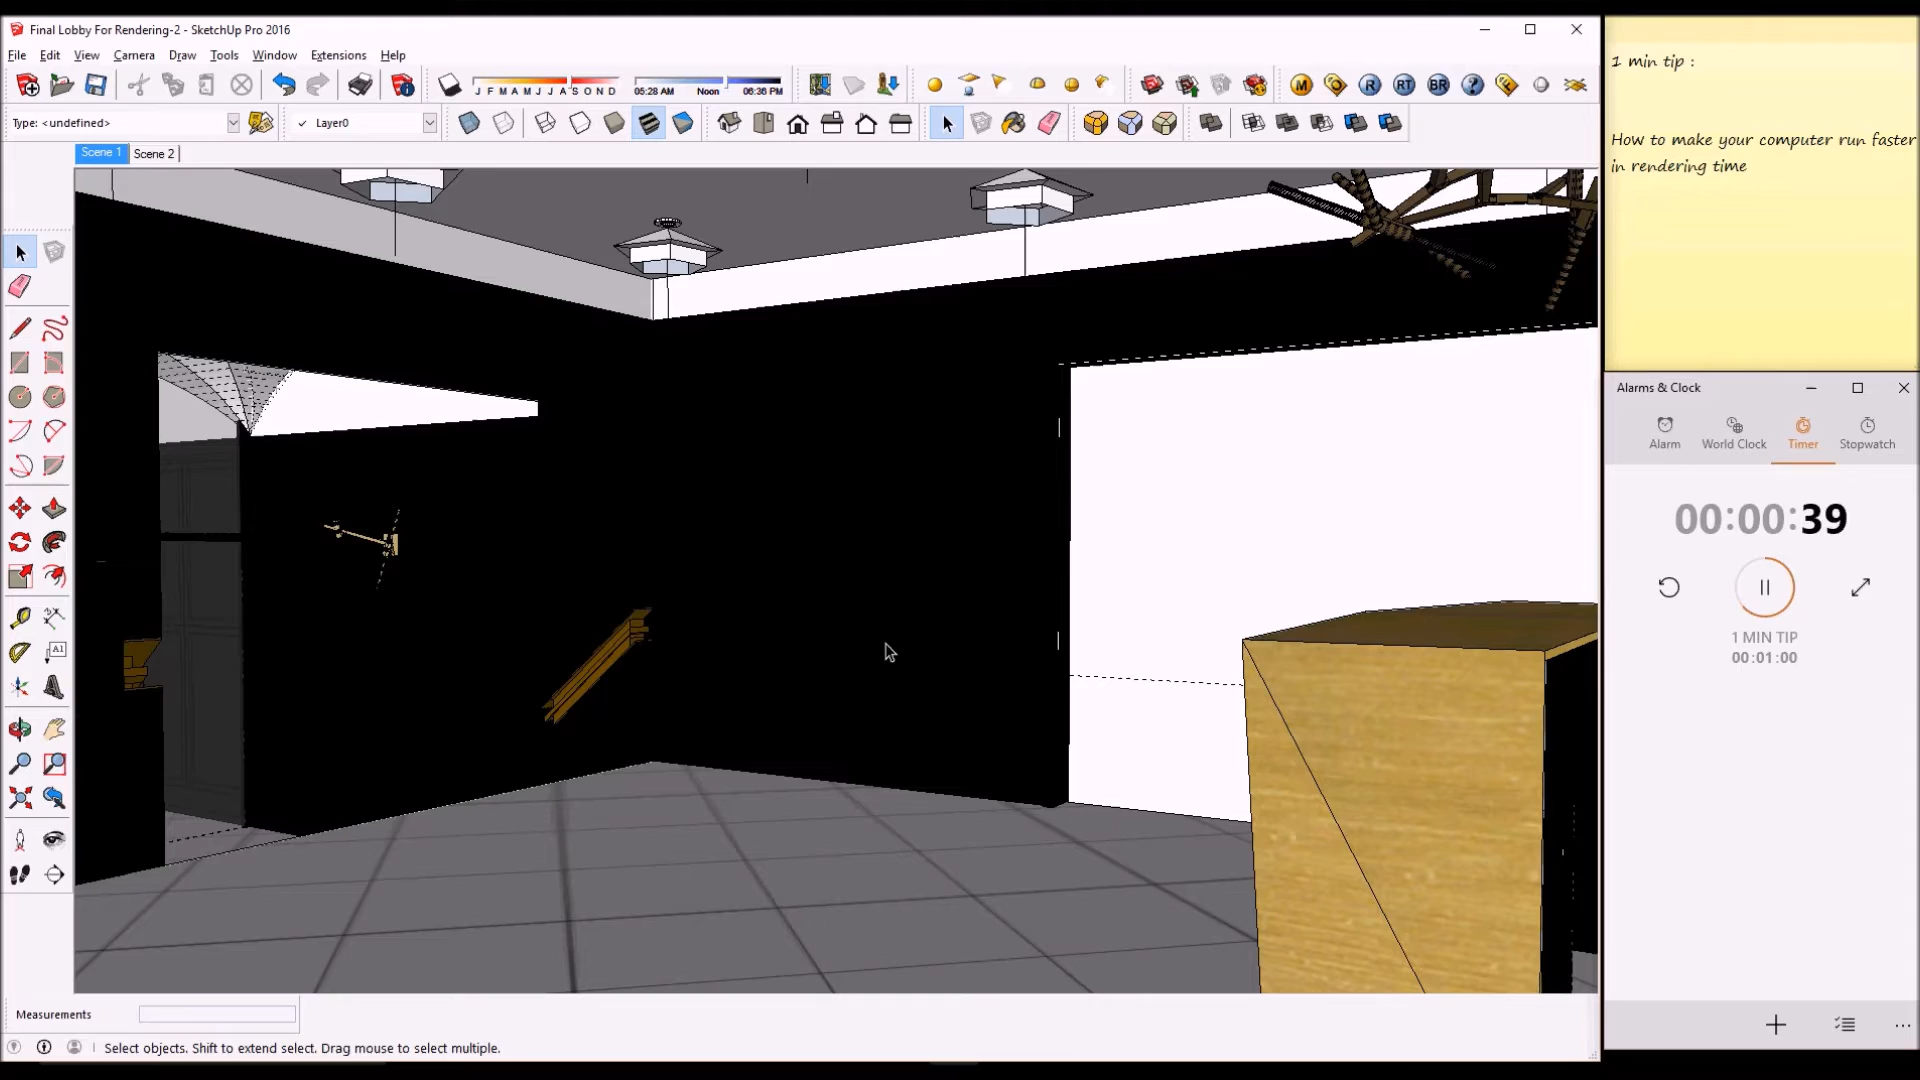 Final Lobby For Rendering-2 - SketchUp Pro 2016
File Edit View Camera Draw Tools Window Extensions Help
J F M A M J J A S O N D
05:28 AM Noon 06:36 PM
M R RT BR
Type: <undefined>
Layer0
Scene 1 Scene 2
A1
Measurements
Select objects. Shift to extend select. Drag mouse to select multiple.
1 min tip :
How to make your computer run faster
in rendering time
Alarms & Clock
Alarm World Clock Timer Stopwatch
00:00:39
1 MIN TIP
00:01:00